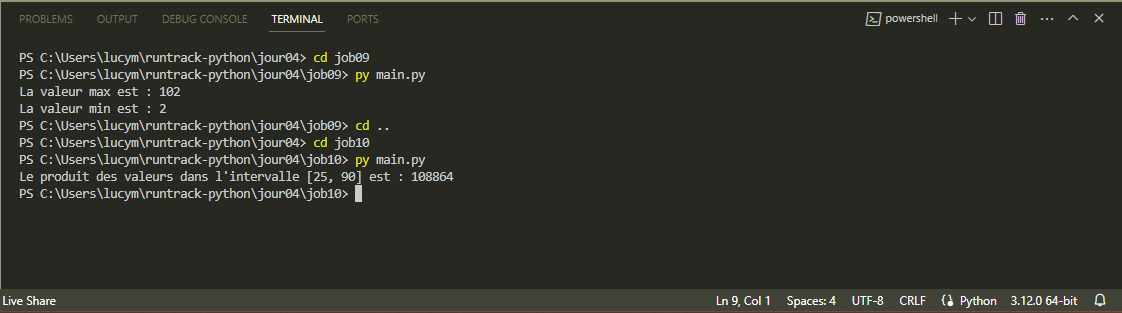 PROBLEMS OUTPUT DEBUG CONSOLE TERMINAL PORTS powershell
PS C:\Users\lucym\runtrack-python\jour04> cd job09
PS C:\Users\lucym\runtrack-python\jour04\job09> py main.py
La valeur max est : 102
La valeur min est : 2
PS C:\Users\lucym\runtrack-python\jour04\job09> cd ..
PS C:\Users\lucym\runtrack-python\jour04> cd job10
PS C:\Users\lucym\runtrack-python\jour04\job10> py main.py
Le produit des valeurs dans l'intervalle [25, 90] est : 108864
PS C:\Users\lucym\runtrack-python\jour04\job10>
Live Share Ln 9, Col 1 Spaces: 4 UTF-8 CRLF Python 3.12.0 64-bit